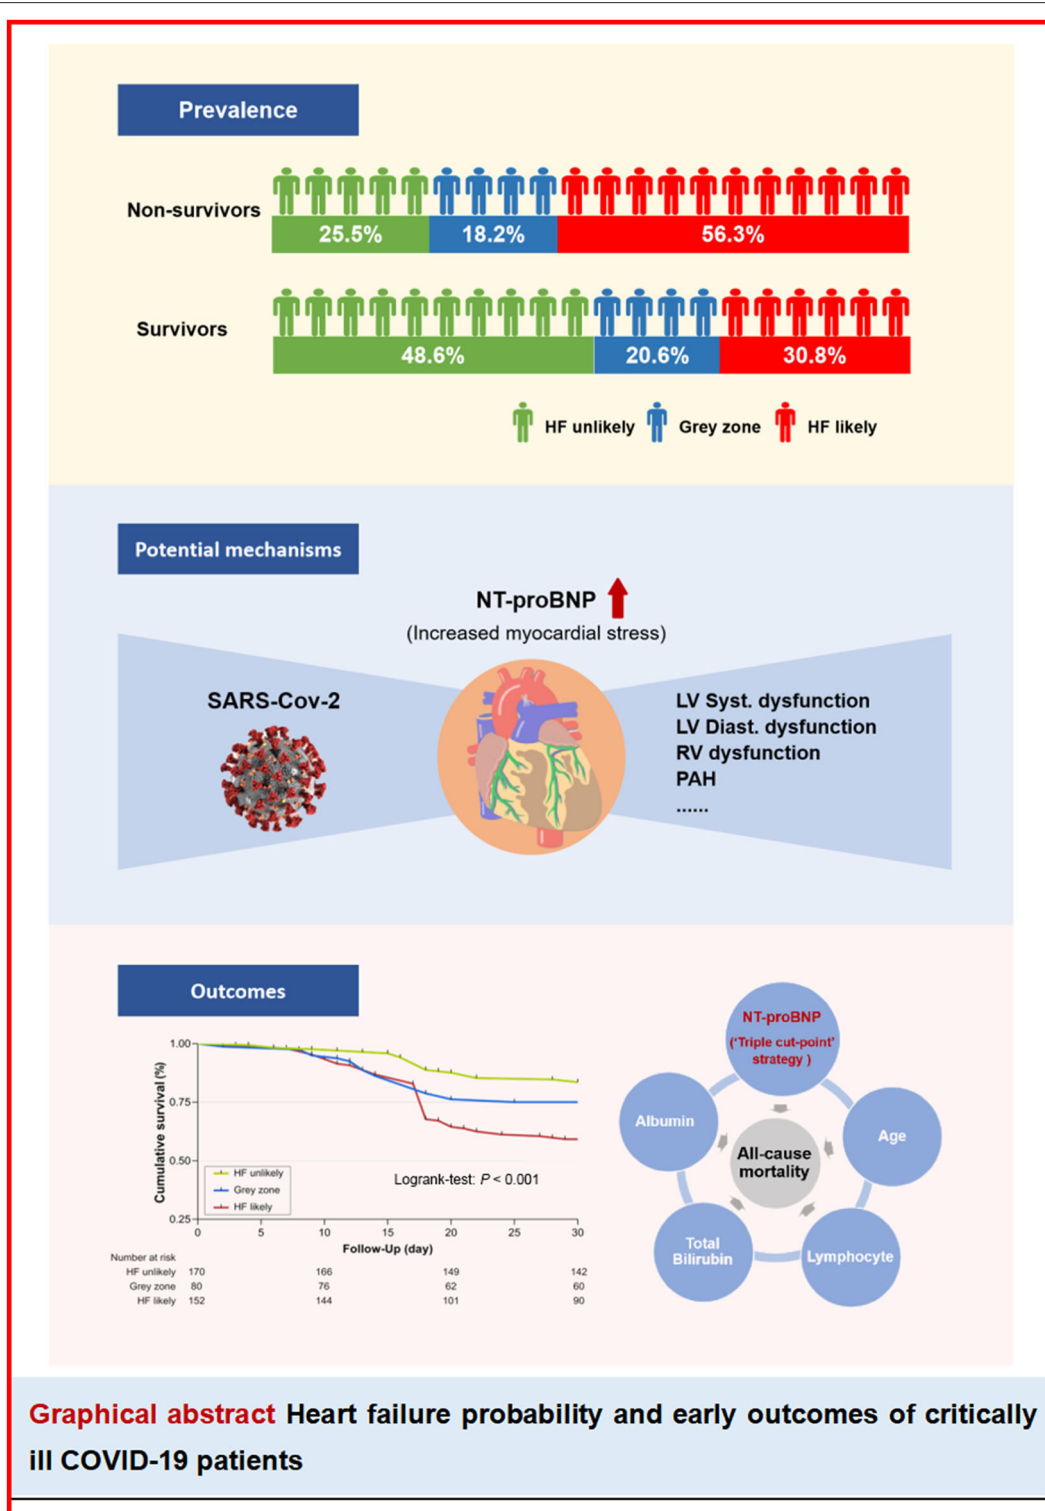 Prevalence
Non-survivors
25.5% 18.2% 56.3%
Survivors
48.6% 20.6% 30.8%
HF unlikely Grey zone HF likely
Potential mechanisms
NT-proBNP
(Increased myocardial stress)
SARS-Cov-2
LV Syst. dysfunction
LV Diast. dysfunction
RV dysfunction
PAH
......
Outcomes
Cumulative survival (%)
1.00
0.75
0.50
0.25
HF unlikely
Grey zone
HF likely
Logrank-test: P < 0.001
0 5 10 15 20 25 30
Follow-Up (day)
Number at risk
HF unlikely 170 166 149 142
Grey zone 80 76 62 60
HF likely 152 144 101 90
NT-proBNP
('Triple cut-point'
strategy )
Albumin
Age
All-cause
mortality
Total
Bilirubin
Lymphocyte
Graphical abstract Heart failure probability and early outcomes of critically
ill COVID-19 patients